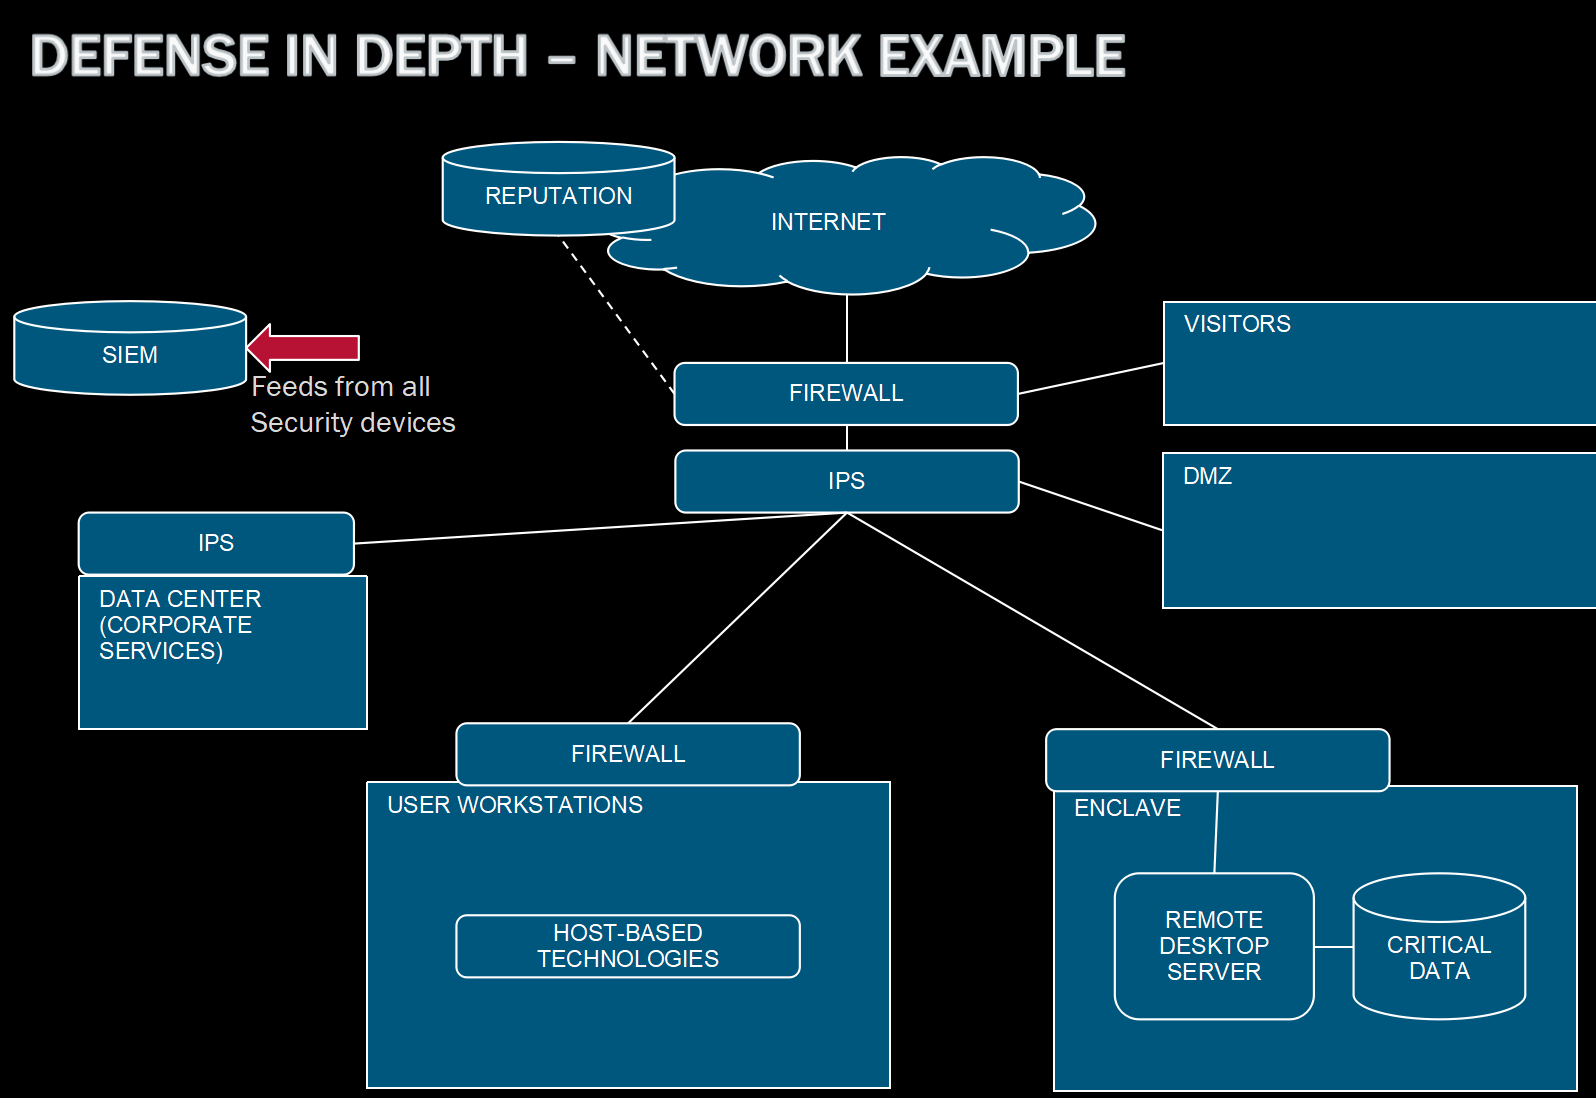 DEFENSE IN DEPTH – NETWORK EXAMPLE
REPUTATION
INTERNET
SIEM
Feeds from all
Security devices
VISITORS
FIREWALL
IPS
DMZ
IPS
DATA CENTER
(CORPORATE
SERVICES)
FIREWALL
USER WORKSTATIONS
HOST-BASED
TECHNOLOGIES
FIREWALL
ENCLAVE
REMOTE
DESKTOP
SERVER
CRITICAL
DATA